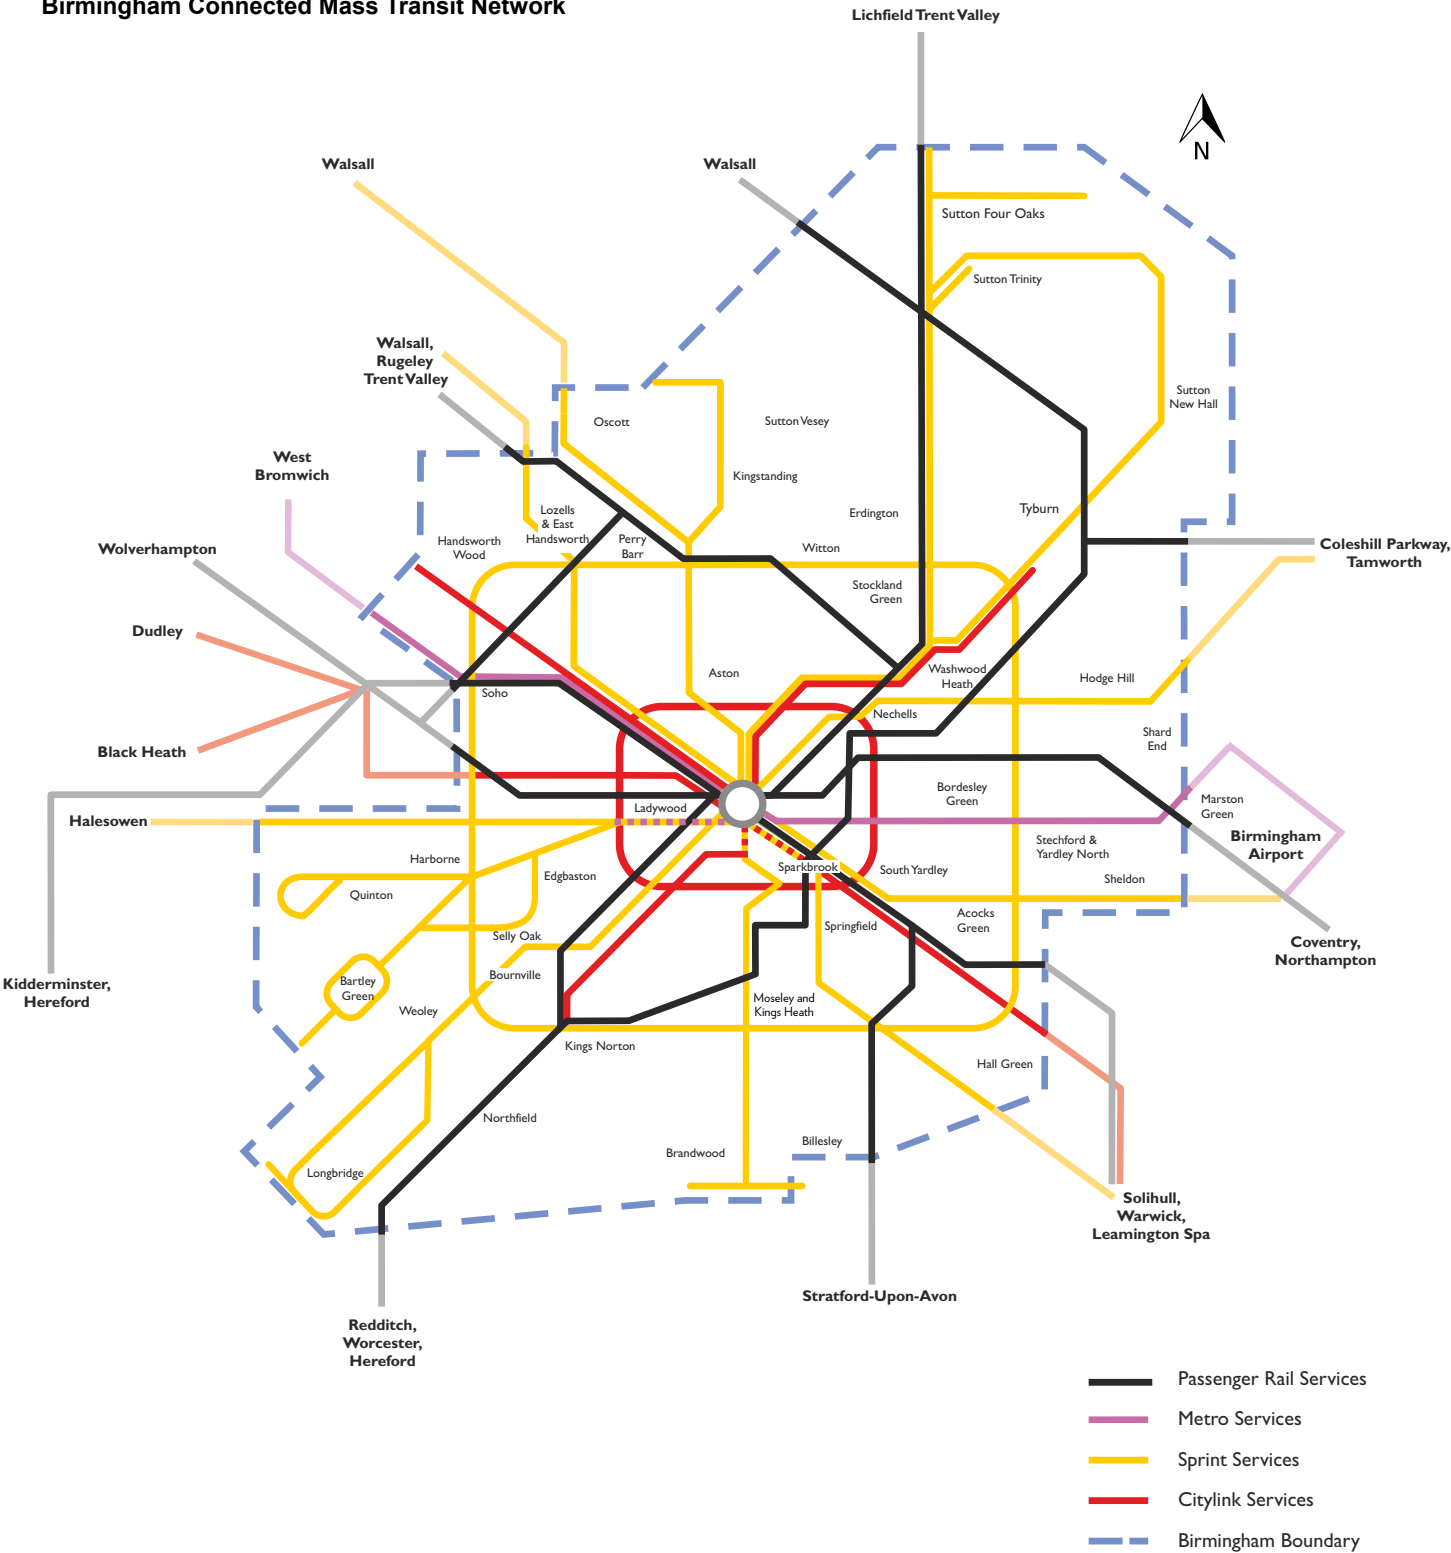 Birmingham Connected Mass Transit Network
Lichfield Trent Valley
N
Walsall
Walsall
Sutton Four Oaks
Sutton Trinity
Walsall,
Rugeley
Trent Valley
Sutton
New Hall
Oscott
Sutton Vesey
West
Bromwich
Kingstanding
Lozells
& East
Handsworth
Erdington
Tyburn
Handsworth
Wood
Perry
Barr
Witton
Wolverhampton
Coleshill Parkway,
Tamworth
Stockland
Green
Dudley
Aston
Washwood
Heath
Hodge Hill
Soho
Nechells
Black Heath
Shard
End
Bordesley
Green
Marston
Green
Ladywood
Halesowen
Birmingham
Airport
Stechford &
Yardley North
Harborne
Sparkbrook
South Yardley
Edgbaston
Sheldon
Quinton
Acocks
Green
Springfield
Selly Oak
Coventry,
Northampton
Bournville
Bartley
Green
Kidderminster,
Hereford
Weoley
Moseley and
Kings Heath
Kings Norton
Hall Green
Northfield
Billesley
Brandwood
Longbridge
Solihull,
Warwick,
Leamington Spa
Stratford-Upon-Avon
Redditch,
Worcester,
Hereford
Passenger Rail Services
Metro Services
Sprint Services
Citylink Services
Birmingham Boundary